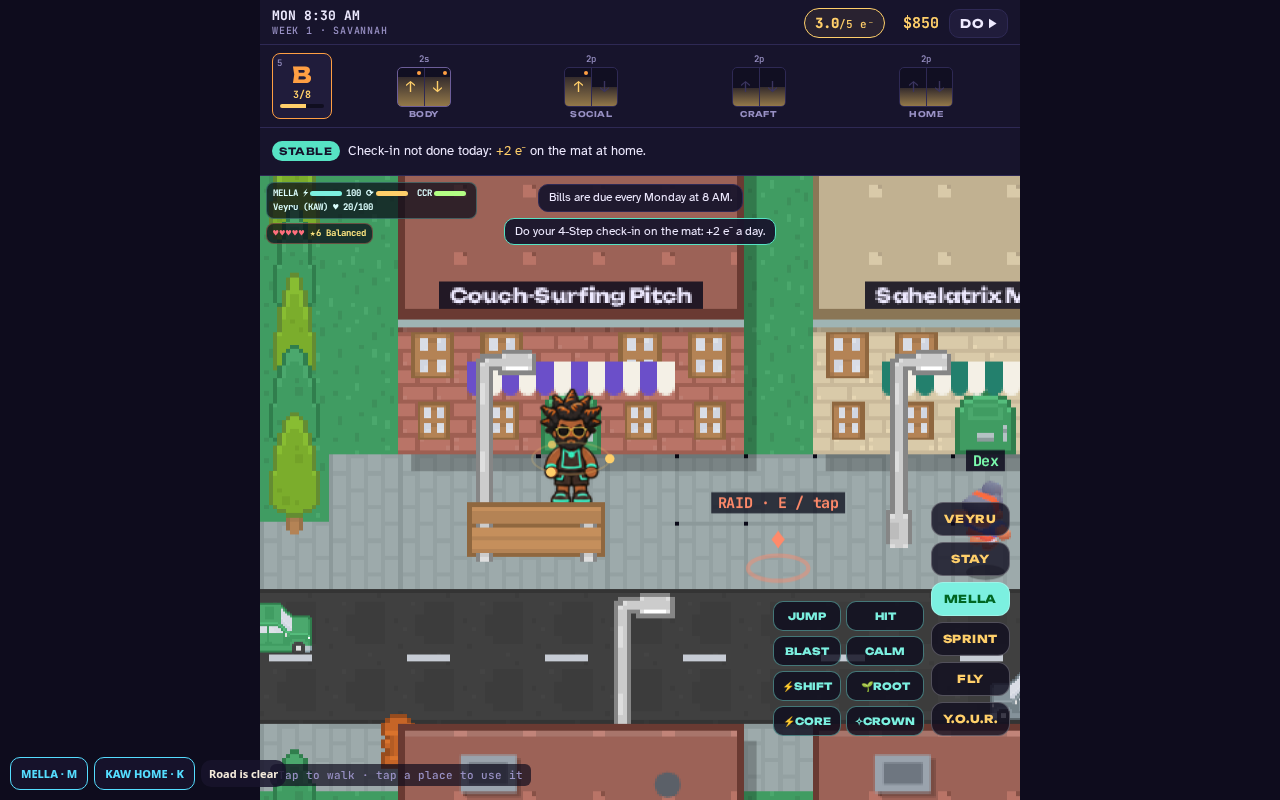 MON 8:30 AM
WEEK 1 · SAVANNAH
3.0/5 e⁻
$850
DO ▶
5
B
3/8
2s
↑ ↓
BODY
2p
↑ ↓
SOCIAL
2p
↑ ↓
CRAFT
2p
↑ ↓
HOME
STABLE
Check-in not done today: +2 e⁻ on the mat at home.
MELLA ⚡ 100 ⟳ CCR
Veyru (KAW) ♥ 20/100
♥♥♥♥♥ ★6 Balanced
Bills are due every Monday at 8 AM.
Do your 4-Step check-in on the mat: +2 e⁻ a day.
Couch-Surfing Pitch
Sahelatrix M
Dex
RAID · E / tap
VEYRU
STAY
MELLA
SPRINT
FLY
Y.O.U.R.
JUMP
HIT
BLAST
CALM
⚡SHIFT
🌱ROOT
⚡CORE
✧CROWN
MELLA · M
KAW HOME · K
Road is clear
ap to walk · tap a place to use it